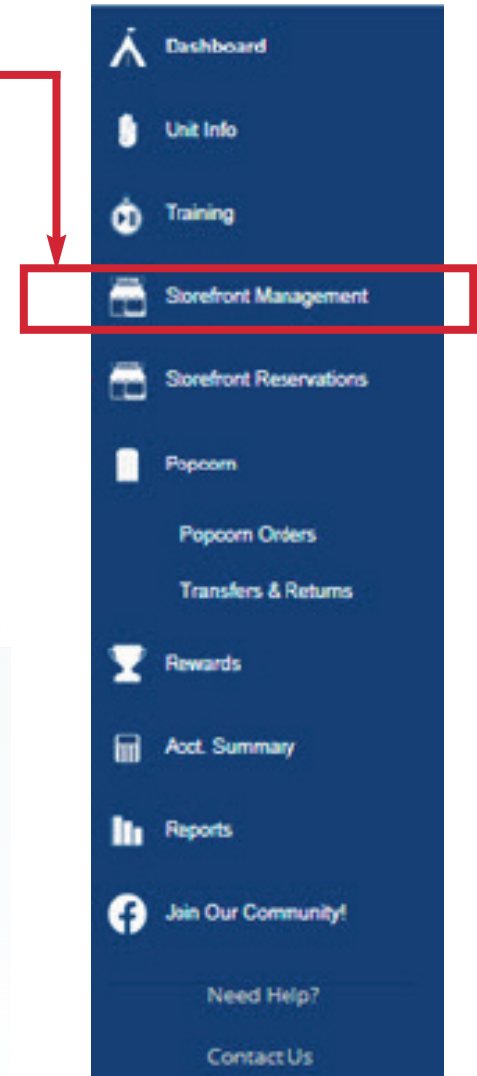 Dashboard
Unit Info
Training
Storefront Management
Storefront Reservations
Popcorn
Popcorn Orders
Transfers & Returns
Rewards
Acct. Summary
Reports
Join Our Community!
Need Help?
Contact Us